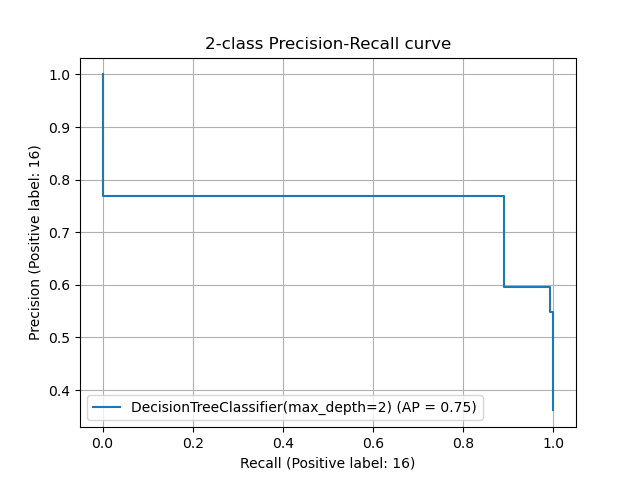 2-class Precision-Recall curve
1.0
0.9
0.8
0.7
0.6
0.5
0.4
Precision (Positive label: 16)
DecisionTreeClassifier(max_depth=2) (AP = 0.75)
0.0 0.2 0.4 0.6 0.8 1.0
Recall (Positive label: 16)